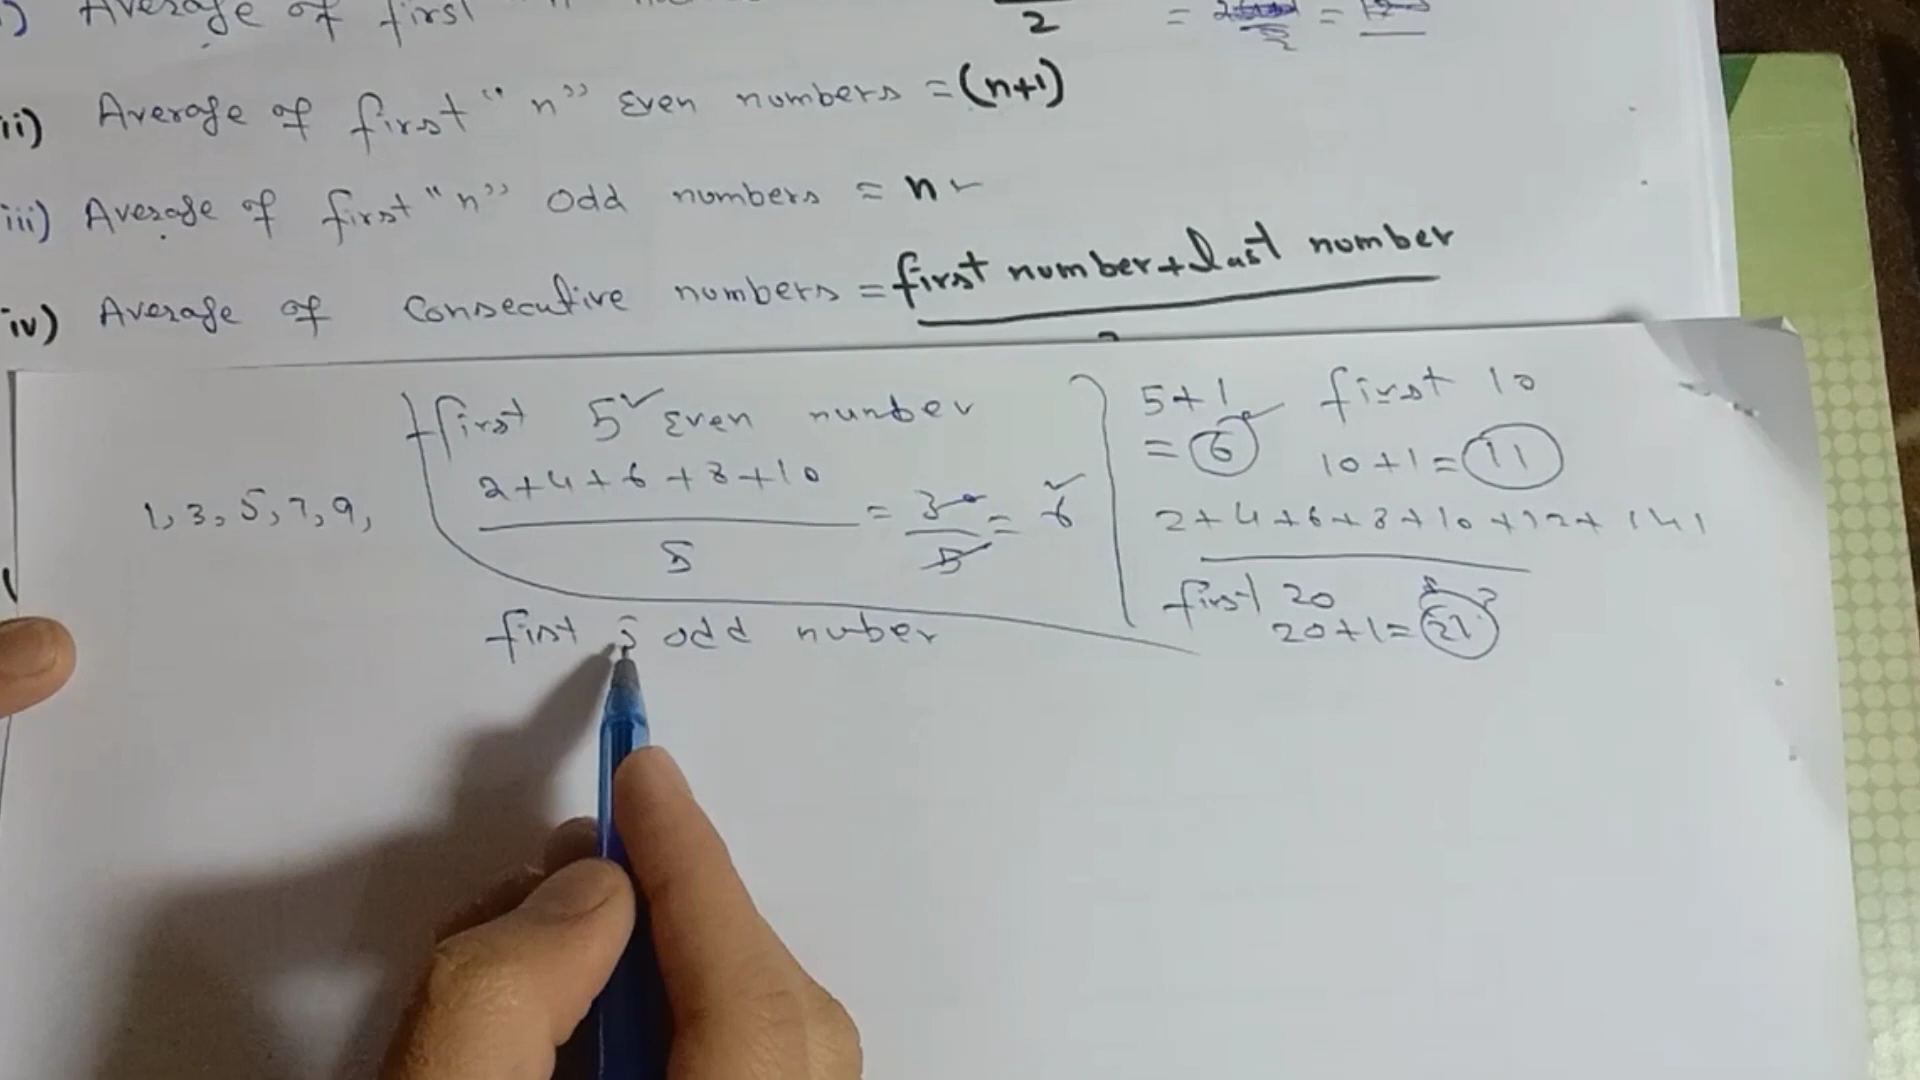 Average of first
2
ii) Average of first "n" Even numbers = (n+1)
iii) Average of first "n" odd numbers = n
iv) Average of Consecutive numbers = first number+last number
first 5 Even number
2+4+6+8+10
5
= 30
5
= 6
1, 3, 5, 7, 9,
5+1
= 6
first 10
10+1 = 11
2+4+6+8+10+12+14+
first 20
20+1 = 21
first 5 odd nuber